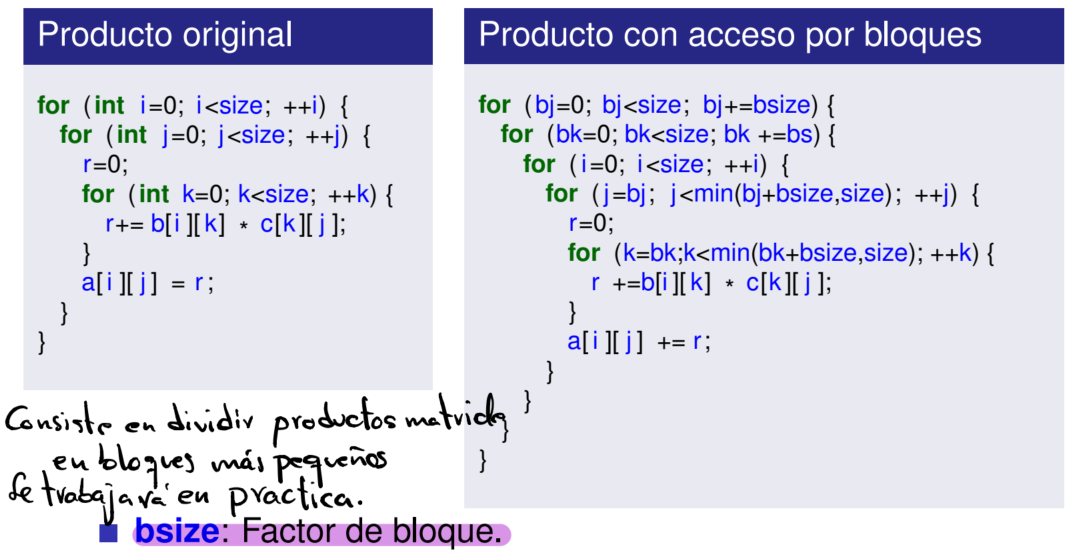 Producto original
for (int i=0; i<size; ++i) {
for (int j=0; j<size; ++j) {
r=0;
for (int k=0; k<size; ++k) {
r+= b[i][k] * c[k][j];
}
a[i][j] = r;
}
}
Producto con acceso por bloques
for (bj=0; bj<size; bj+=bsize) {
for (bk=0; bk<size; bk +=bs) {
for (i=0; i<size; ++i) {
for (j=bj; j<min(bj+bsize,size); ++j) {
r=0;
for (k=bk;k<min(bk+bsize,size); ++k) {
r +=b[i][k] * c[k][j];
}
a[i][j] += r;
}
}
}
}
Consiste en dividir productos
en bloques más pequeños
Se trabajará en practica.
bsize: Factor de bloque.